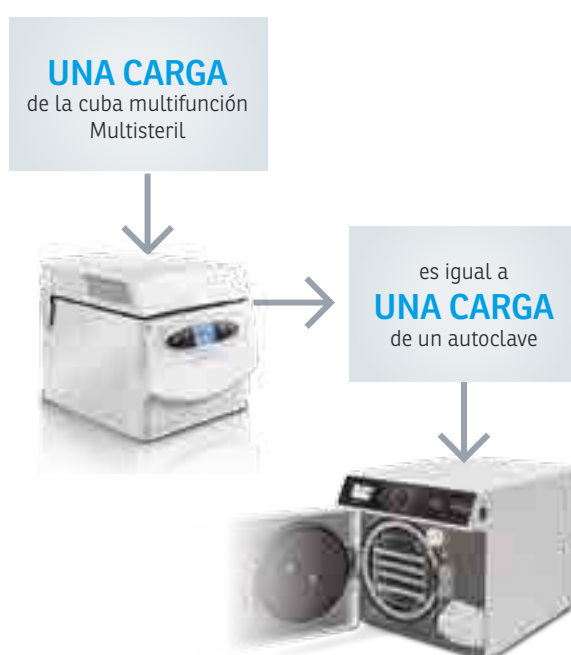 UNA CARGA
de la cuba multifunción
Multisteril
es igual a
UNA CARGA
de un autoclave